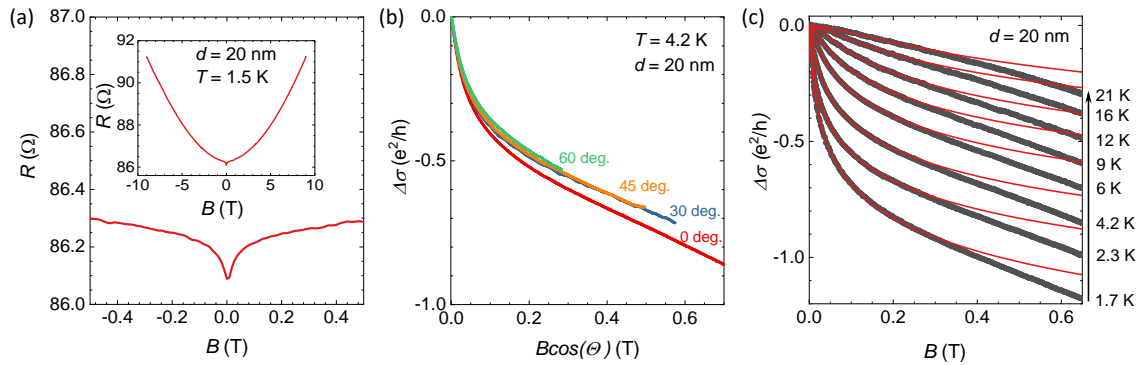 (a)
87.0
86.8
86.6
86.4
86.2
86.0
R (Ω)
-0.4
-0.2
0.0
0.2
0.4
B (T)
92
90
88
86
R (Ω)
d = 20 nm
T = 1.5 K
-10
-5
0
5
10
B (T)
(b)
0.0
-0.5
-1.0
Δσ (e²/h)
T = 4.2 K
d = 20 nm
60 deg.
45 deg.
30 deg.
0 deg.
0.0
0.2
0.4
0.6
Bcos(Θ) (T)
(c)
0.0
-0.5
-1.0
Δσ (e²/h)
d = 20 nm
21 K
16 K
12 K
9 K
6 K
4.2 K
2.3 K
1.7 K
0.0
0.2
0.4
0.6
B (T)